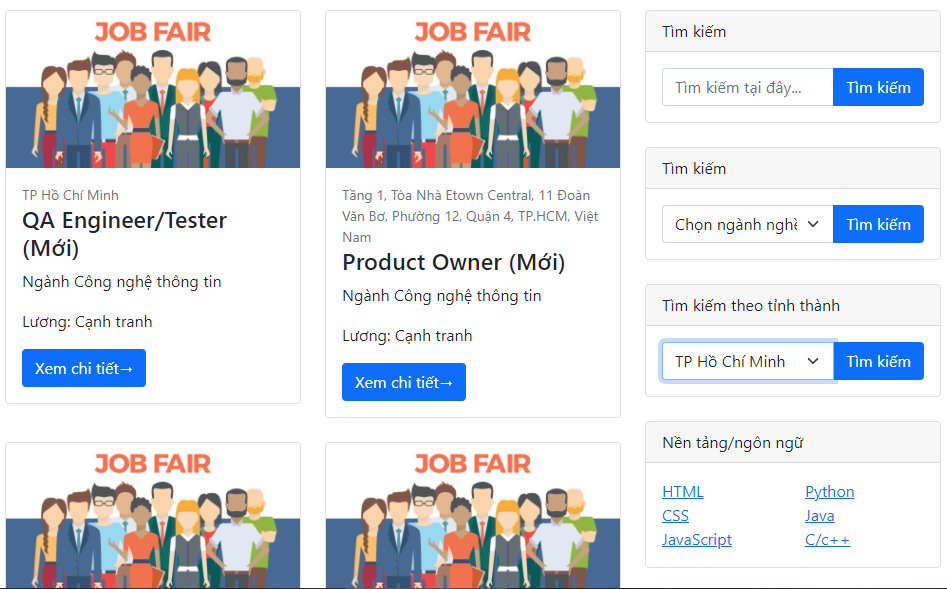 JOB FAIR
TP Hồ Chí Minh
QA Engineer/Tester
(Mới)
Ngành Công nghệ thông tin
Lương: Cạnh tranh
Xem chi tiết→
JOB FAIR
Tầng 1, Tòa Nhà Etown Central, 11 Đoàn
Văn Bơ, Phường 12, Quận 4, TP.HCM, Việt
Nam
Product Owner (Mới)
Ngành Công nghệ thông tin
Lương: Cạnh tranh
Xem chi tiết→
JOB FAIR
JOB FAIR
Tìm kiếm
Tìm kiếm tại đây... Tìm kiếm
Tìm kiếm
Chọn ngành nghề Tìm kiếm
Tìm kiếm theo tỉnh thành
TP Hồ Chí Minh Tìm kiếm
Nền tảng/ngôn ngữ
HTML Python
CSS Java
JavaScript C/c++